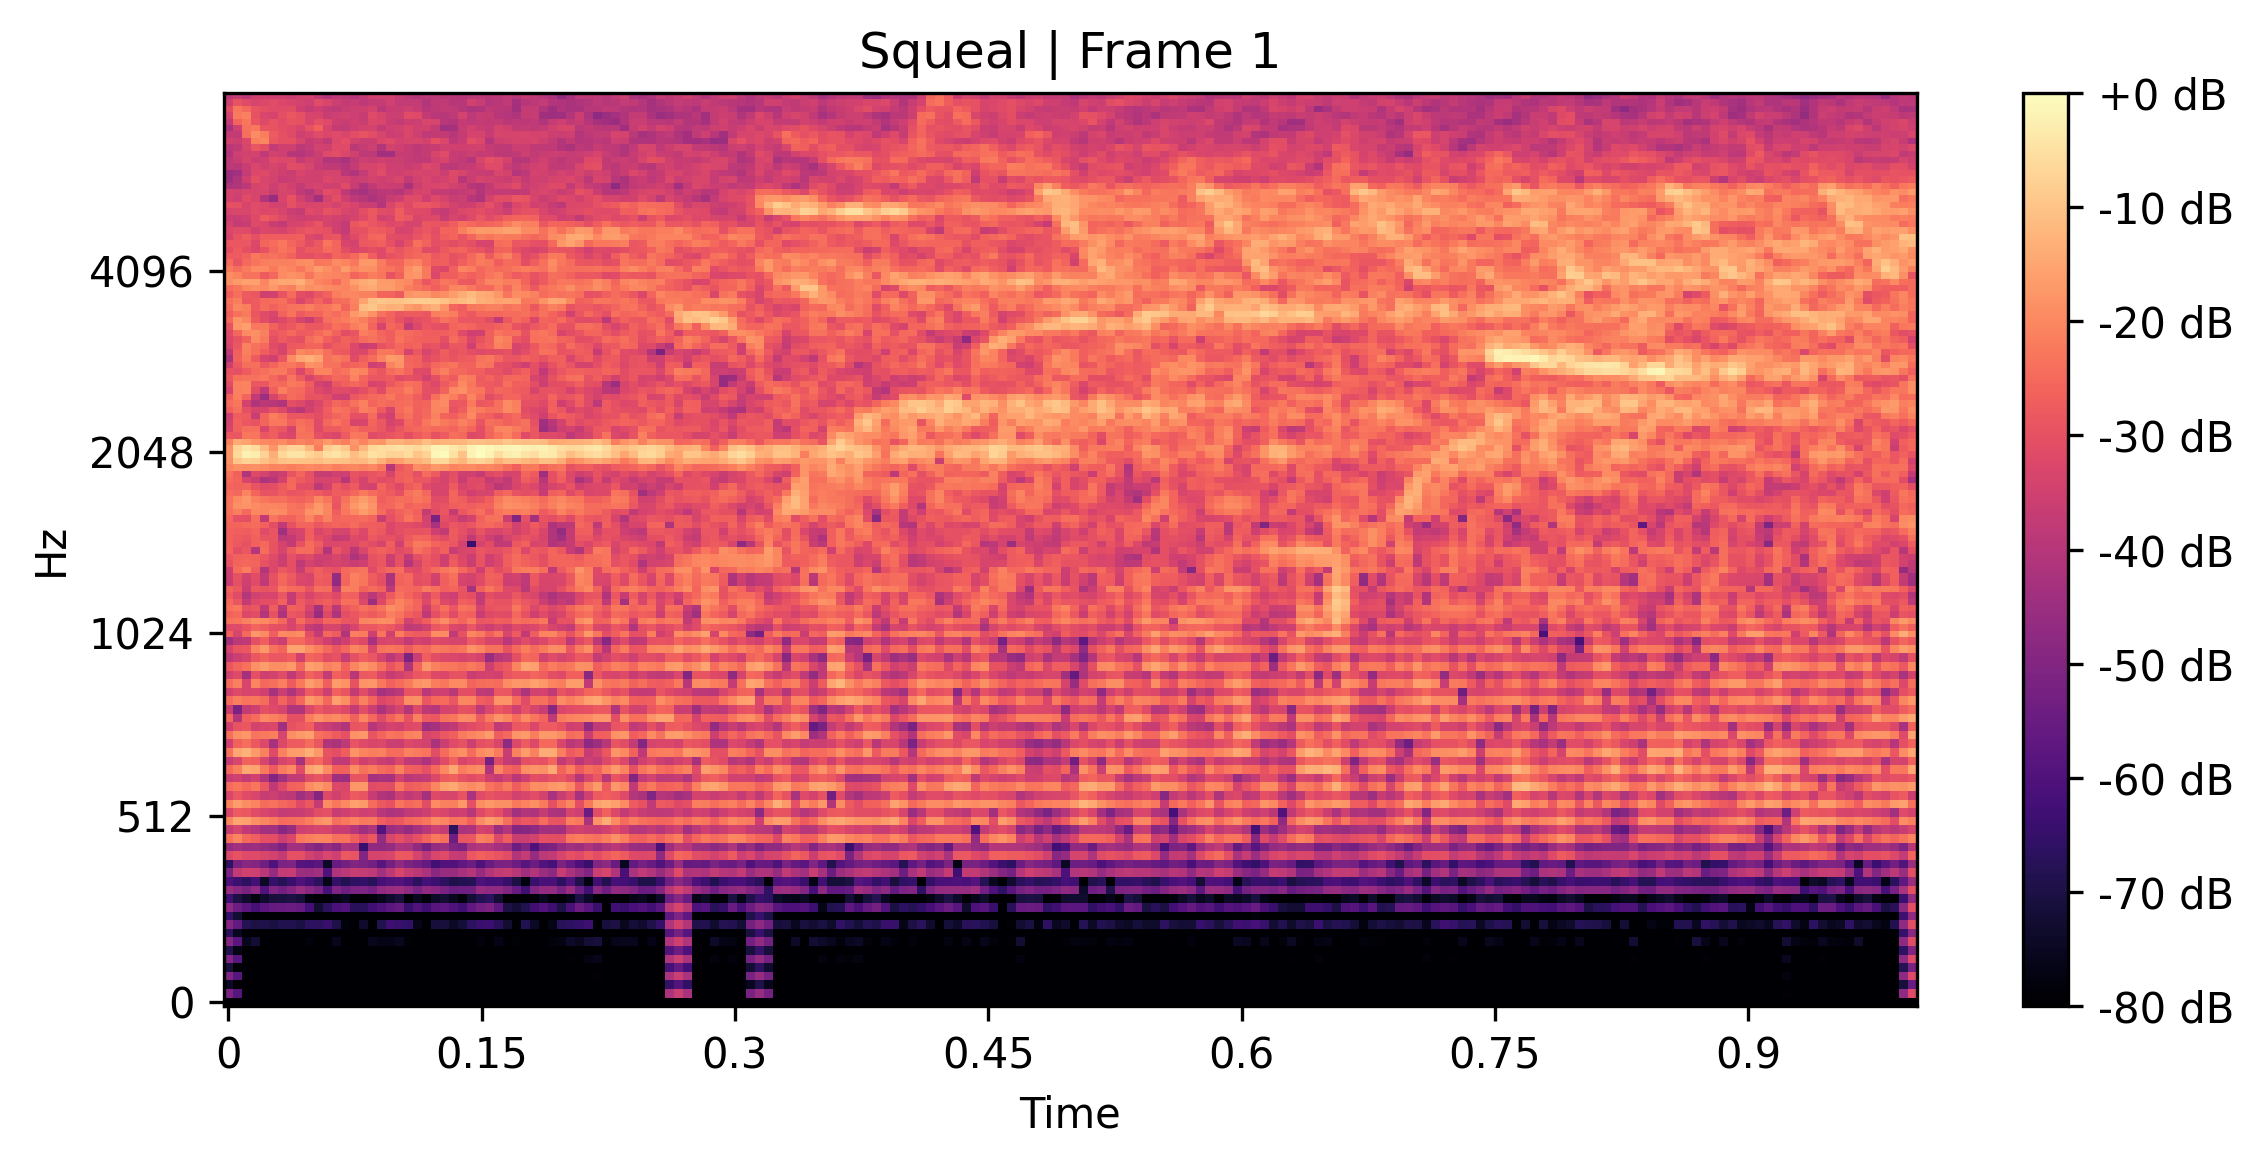 Squeal | Frame 1
Hz
4096
2048
1024
512
0
0 0.15 0.3 0.45 0.6 0.75 0.9
Time
+0 dB
-10 dB
-20 dB
-30 dB
-40 dB
-50 dB
-60 dB
-70 dB
-80 dB